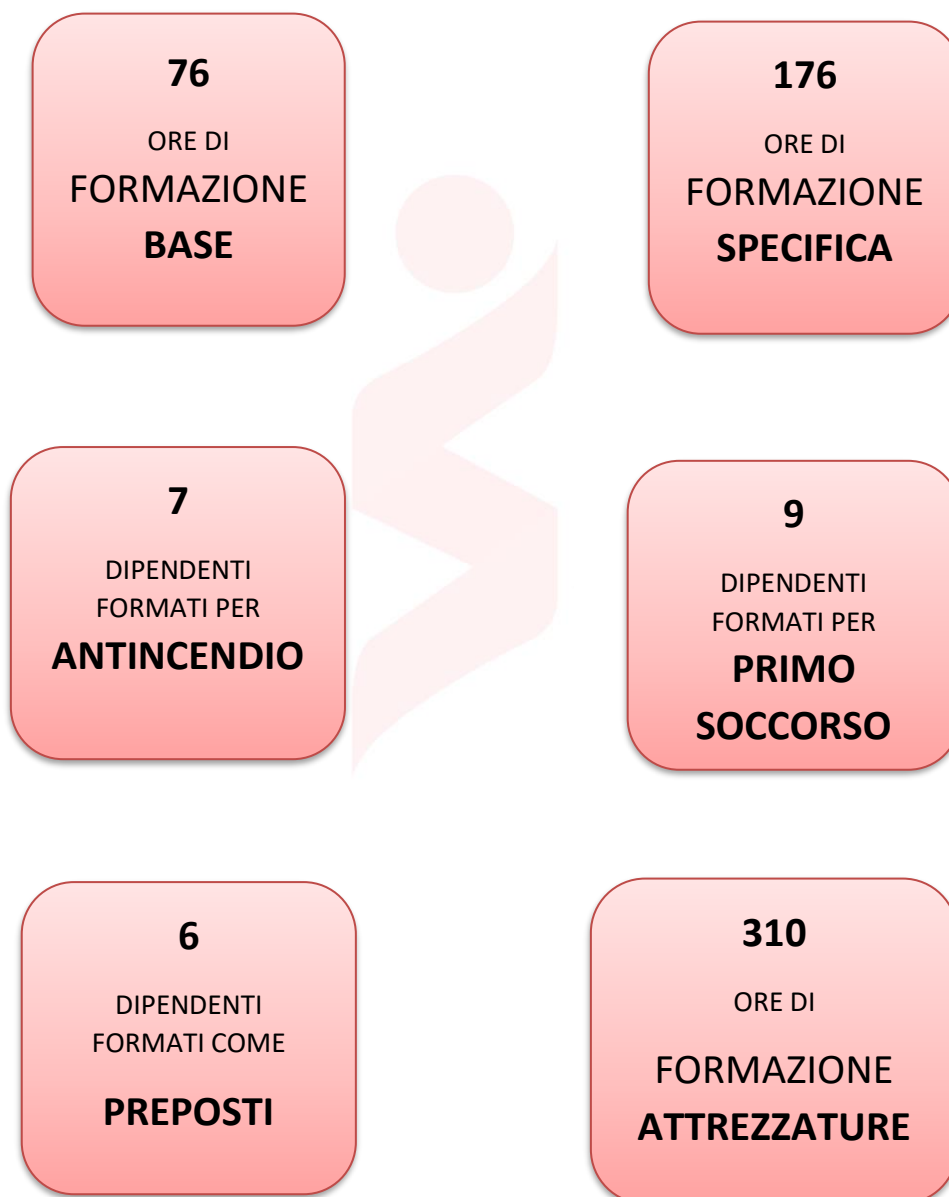 76
ORE DI
FORMAZIONE
BASE
176
ORE DI
FORMAZIONE
SPECIFICA
7
DIPENDENTI
FORMATI PER
ANTINCENDIO
9
DIPENDENTI
FORMATI PER
PRIMO
SOCCORSO
6
DIPENDENTI
FORMATI COME
PREPOSTI
310
ORE DI
FORMAZIONE
ATTREZZATURE